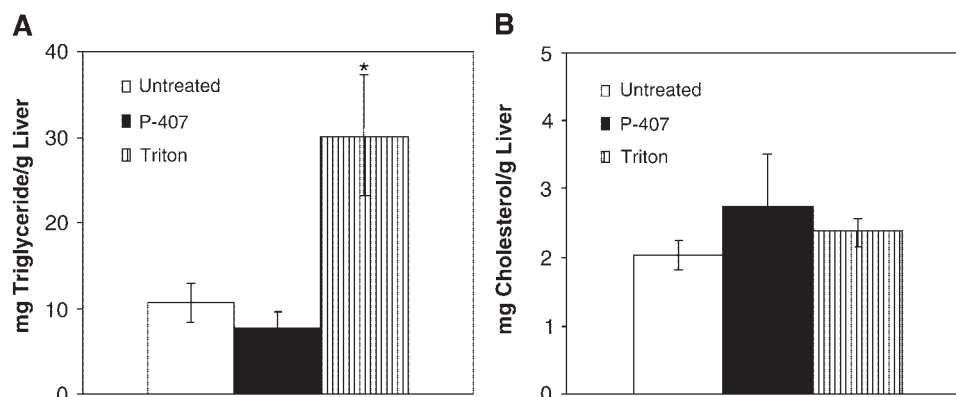 A
mg Triglyceride/g Liver
40
30
20
10
0
Untreated
P-407
Triton
*
B
mg Cholesterol/g Liver
5
4
3
2
1
0
Untreated
P-407
Triton